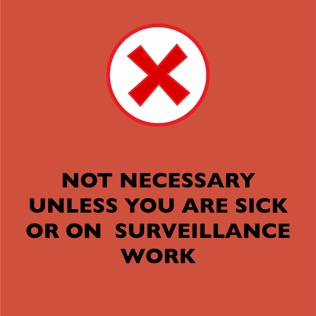 NOT NECESSARY
UNLESS YOU ARE SICK
OR ON  SURVEILLANCE
WORK